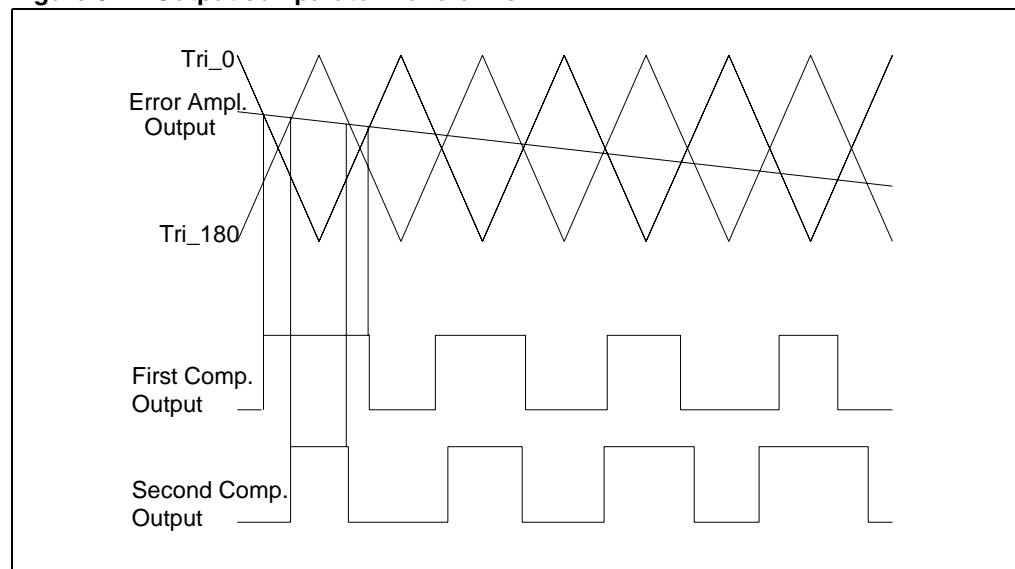 Tri_0
Error Ampl.
Output
Tri_180
First Comp.
Output
Second Comp.
Output